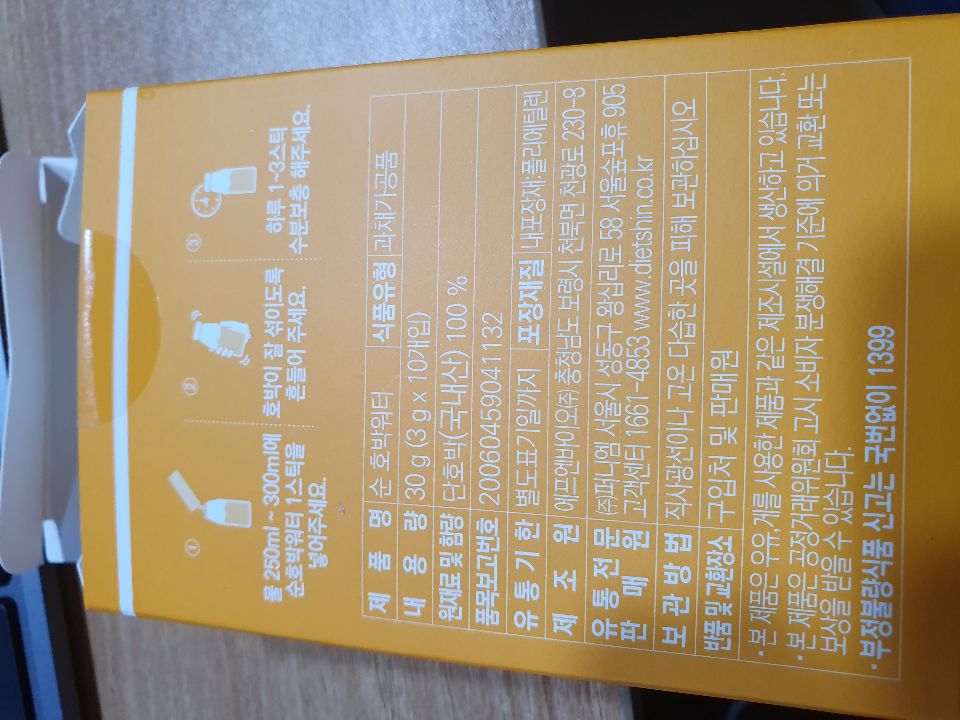 ①
물 250ml ~ 300ml에
순호박워터 1스틱을
넣어주세요.
②
호박이 잘 섞이도록
흔들어 주세요.
③
하루 1~3스틱
수분보충 해주세요.
제품명 순 호박워터 식품유형 과채가공품
내용량 30 g (3 g x 10개입)
원재료 및 함량 단호박(국내산) 100 %
품목보고번호 20060459041132
유통기한 별도표기일까지 포장재질 내포장재:폴리에틸렌
제조원 에프앤바이오㈜ 충청남도 보령시 천북면 천광로 230-8
유통전문판매원 ㈜퍼니엠 서울시 성동구 왕십리로 58 서울숲포휴 905
고객센터 1661-4853 www.dietshin.co.kr
보관방법 직사광선이나 고온 다습한 곳을 피해 보관하십시오
반품 및 교환장소 구입처 및 판매원
· 본 제품은 우유, 게를 사용한 제품과 같은 제조시설에서 생산하고 있습니다.
· 본 제품은 공정거래위원회 고시 소비자 분쟁해결 기준에 의거 교환 또는
보상을 받을 수 있습니다.
· 부정불량식품 신고는 국번없이 1399